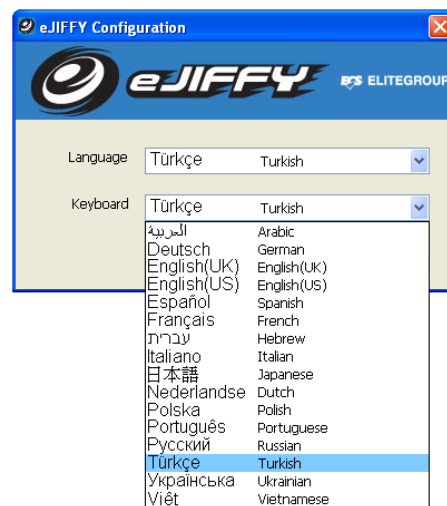 eJIFFY Configuration
eJIFFY ECS ELITEGROUP
Language Türkçe Turkish
Keyboard Türkçe Turkish
العربية Arabic
Deutsch German
English(UK) English(UK)
English(US) English(US)
Español Spanish
Français French
עברית Hebrew
Italiano Italian
日本語 Japanese
Nederlandse Dutch
Polska Polish
Português Portuguese
Русский Russian
Türkçe Turkish
Українська Ukrainian
Việt Vietnamese